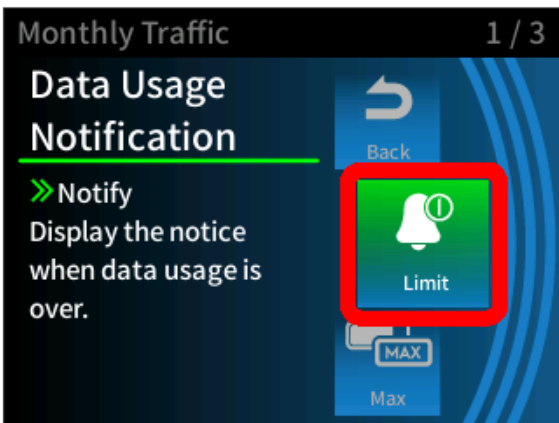 Monthly Traffic 1 / 3
Data Usage
Notification
Back
Notify
Display the notice
when data usage is
over.
Limit
MAX
Max